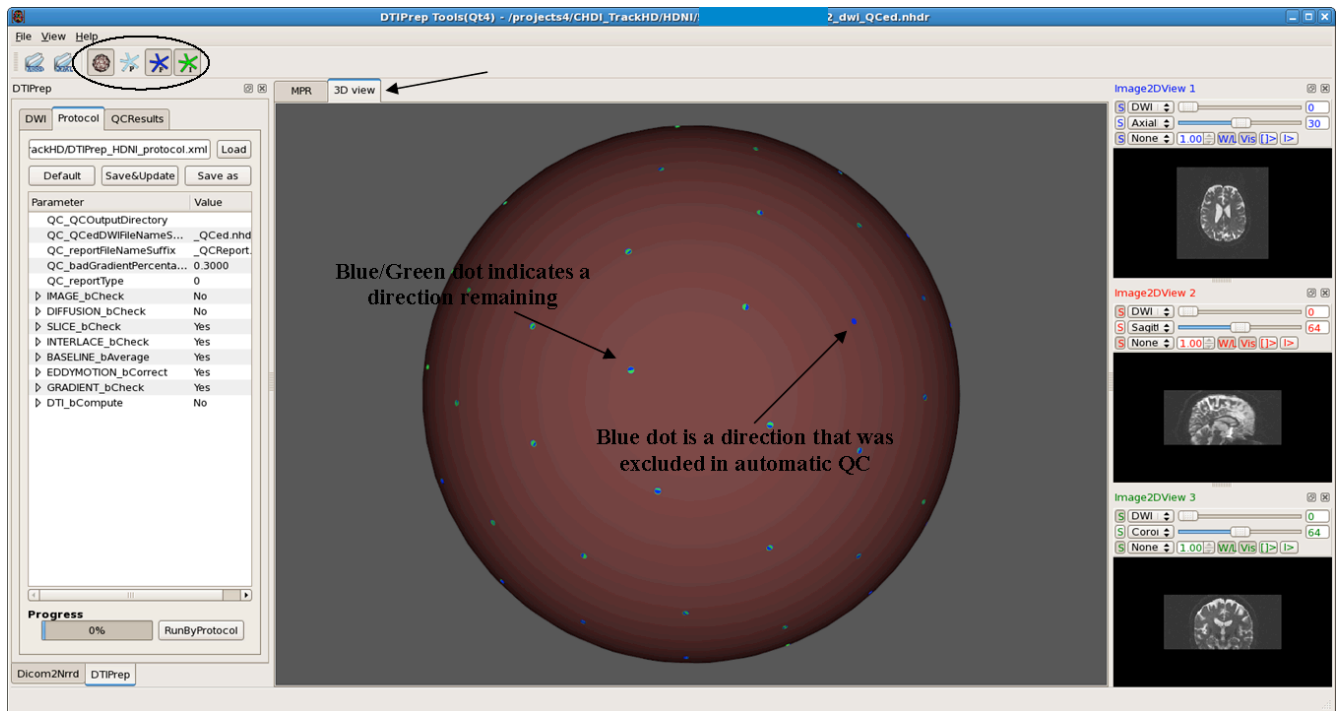 DTIPrep Tools(Qt4) - /projects4/CHDI_TrackHD/HDNI/ 2_dwi_QCed.nhdr
File View Help
DTIPrep
MPR 3D view
DWI Protocol QCResults
rackHD/DTIPrep_HDNI_protocol.xml Load
Default Save&Update Save as
Parameter Value
QC_QCOutputDirectory
QC_QCedDWIFileNameS... _QCed.nhd
QC_reportFileNameSuffix _QCReport.
QC_badGradientPercenta... 0.3000
QC_reportType 0
IMAGE_bCheck No
DIFFUSION_bCheck No
SLICE_bCheck Yes
INTERLACE_bCheck Yes
BASELINE_bAverage Yes
EDDYMOTION_bCorrect Yes
GRADIENT_bCheck Yes
DTI_bCompute No
Progress
0% RunByProtocol
Dicom2Nrrd DTIPrep
Blue/Green dot indicates a
direction remaining
Blue dot is a direction that was
excluded in automatic QC
Image2DView 1
S DWI 0
S Axial 30
S None 1.00 W/L Vis []> I>
Image2DView 2
S DWI 0
S Sagitt 64
S None 1.00 W/L Vis []> I>
Image2DView 3
S DWI 0
S Coroi 64
S None 1.00 W/L Vis []> I>